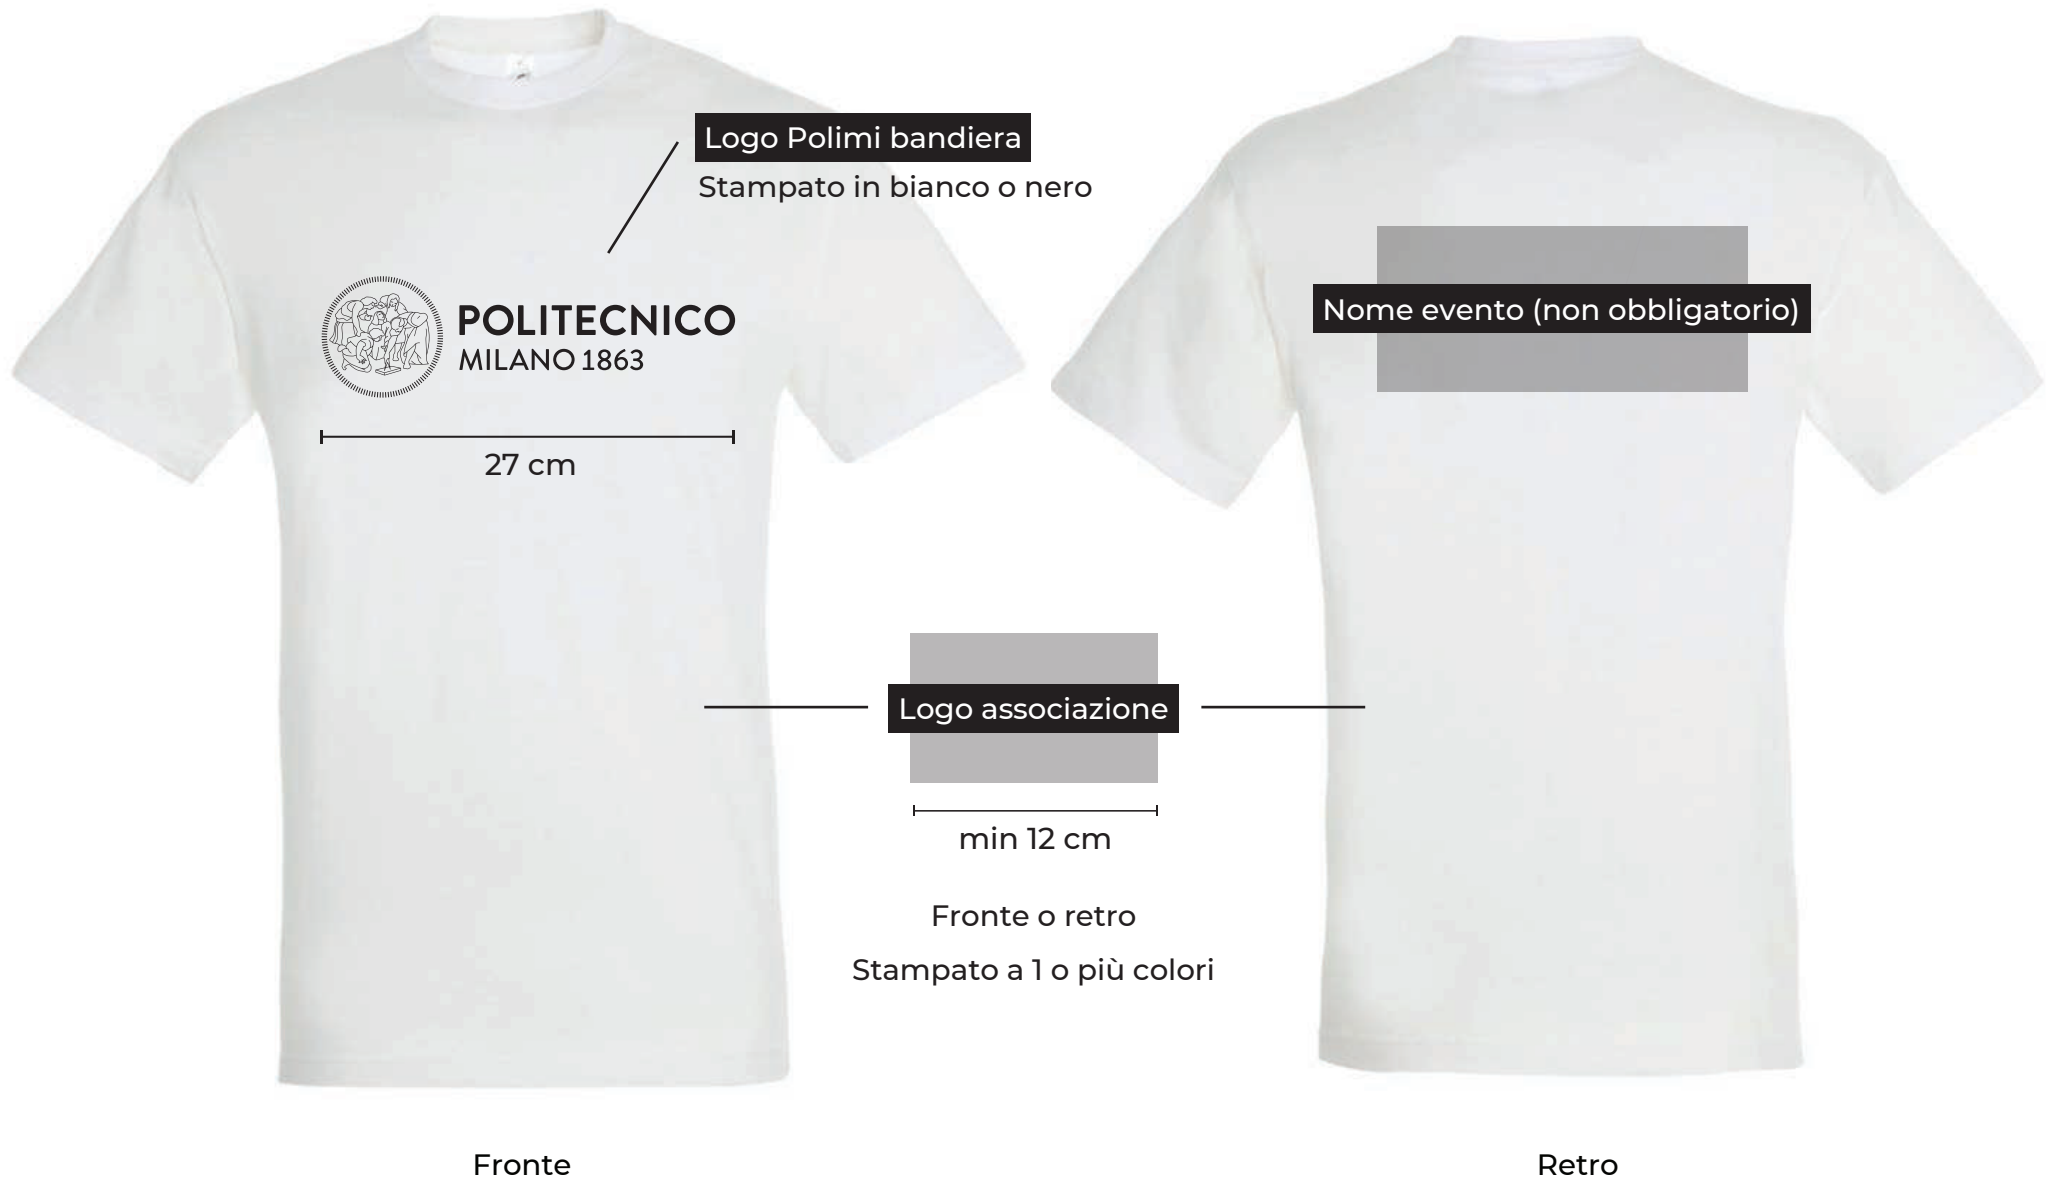 Logo Polimi bandiera
Stampato in bianco o nero
POLITECNICO
MILANO 1863
27 cm
Nome evento (non obbligatorio)
Logo associazione
min 12 cm
Fronte o retro
Stampato a 1 o più colori
Fronte
Retro